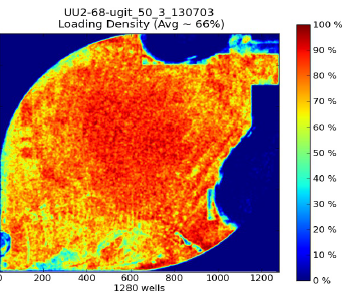 UU2-68-ugit_50_3_130703
Loading Density (Avg ~ 66%)
100 %
90 %
80 %
70 %
60 %
50 %
40 %
30 %
20 %
10 %
0 %
0 200 400 600 800 1000 1200
1280 wells